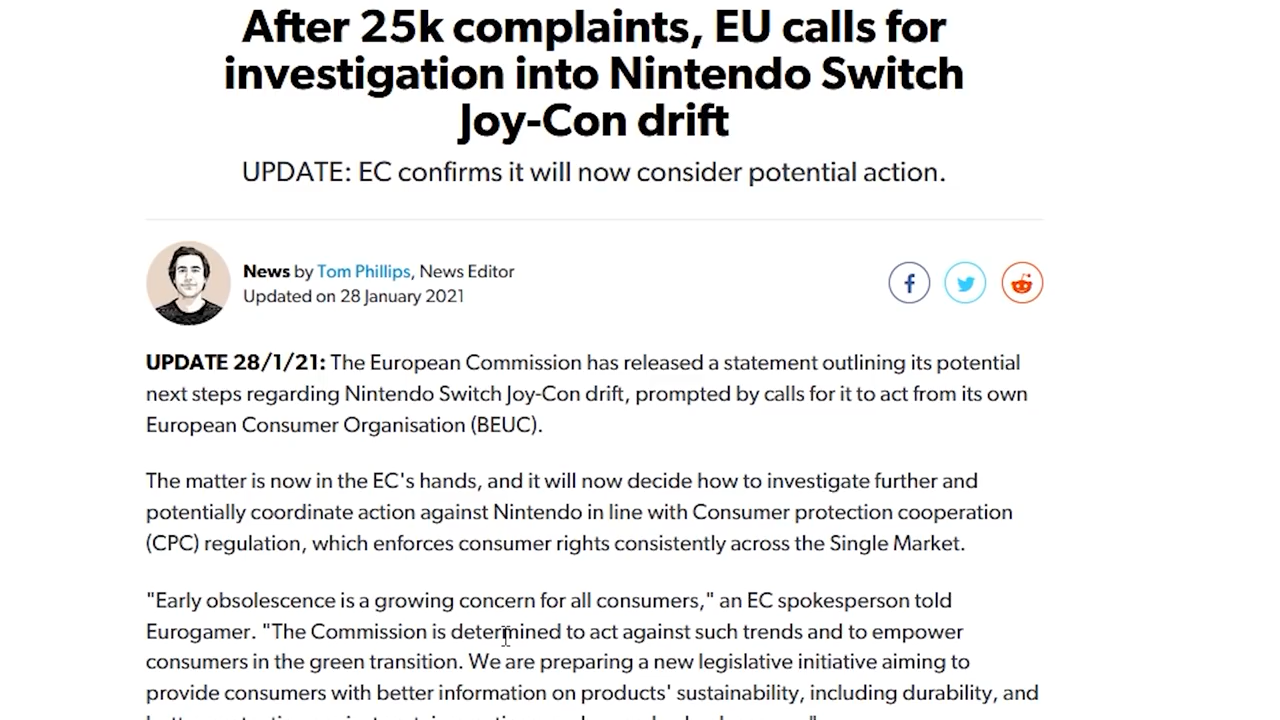 After 25k complaints, EU calls for
investigation into Nintendo Switch
Joy-Con drift
UPDATE: EC confirms it will now consider potential action.
News by Tom Phillips, News Editor
Updated on 28 January 2021
UPDATE 28/1/21: The European Commission has released a statement outlining its potential
next steps regarding Nintendo Switch Joy-Con drift, prompted by calls for it to act from its own
European Consumer Organisation (BEUC).
The matter is now in the EC's hands, and it will now decide how to investigate further and
potentially coordinate action against Nintendo in line with Consumer protection cooperation
(CPC) regulation, which enforces consumer rights consistently across the Single Market.
"Early obsolescence is a growing concern for all consumers," an EC spokesperson told
Eurogamer. "The Commission is determined to act against such trends and to empower
consumers in the green transition. We are preparing a new legislative initiative aiming to
provide consumers with better information on products' sustainability, including durability, and